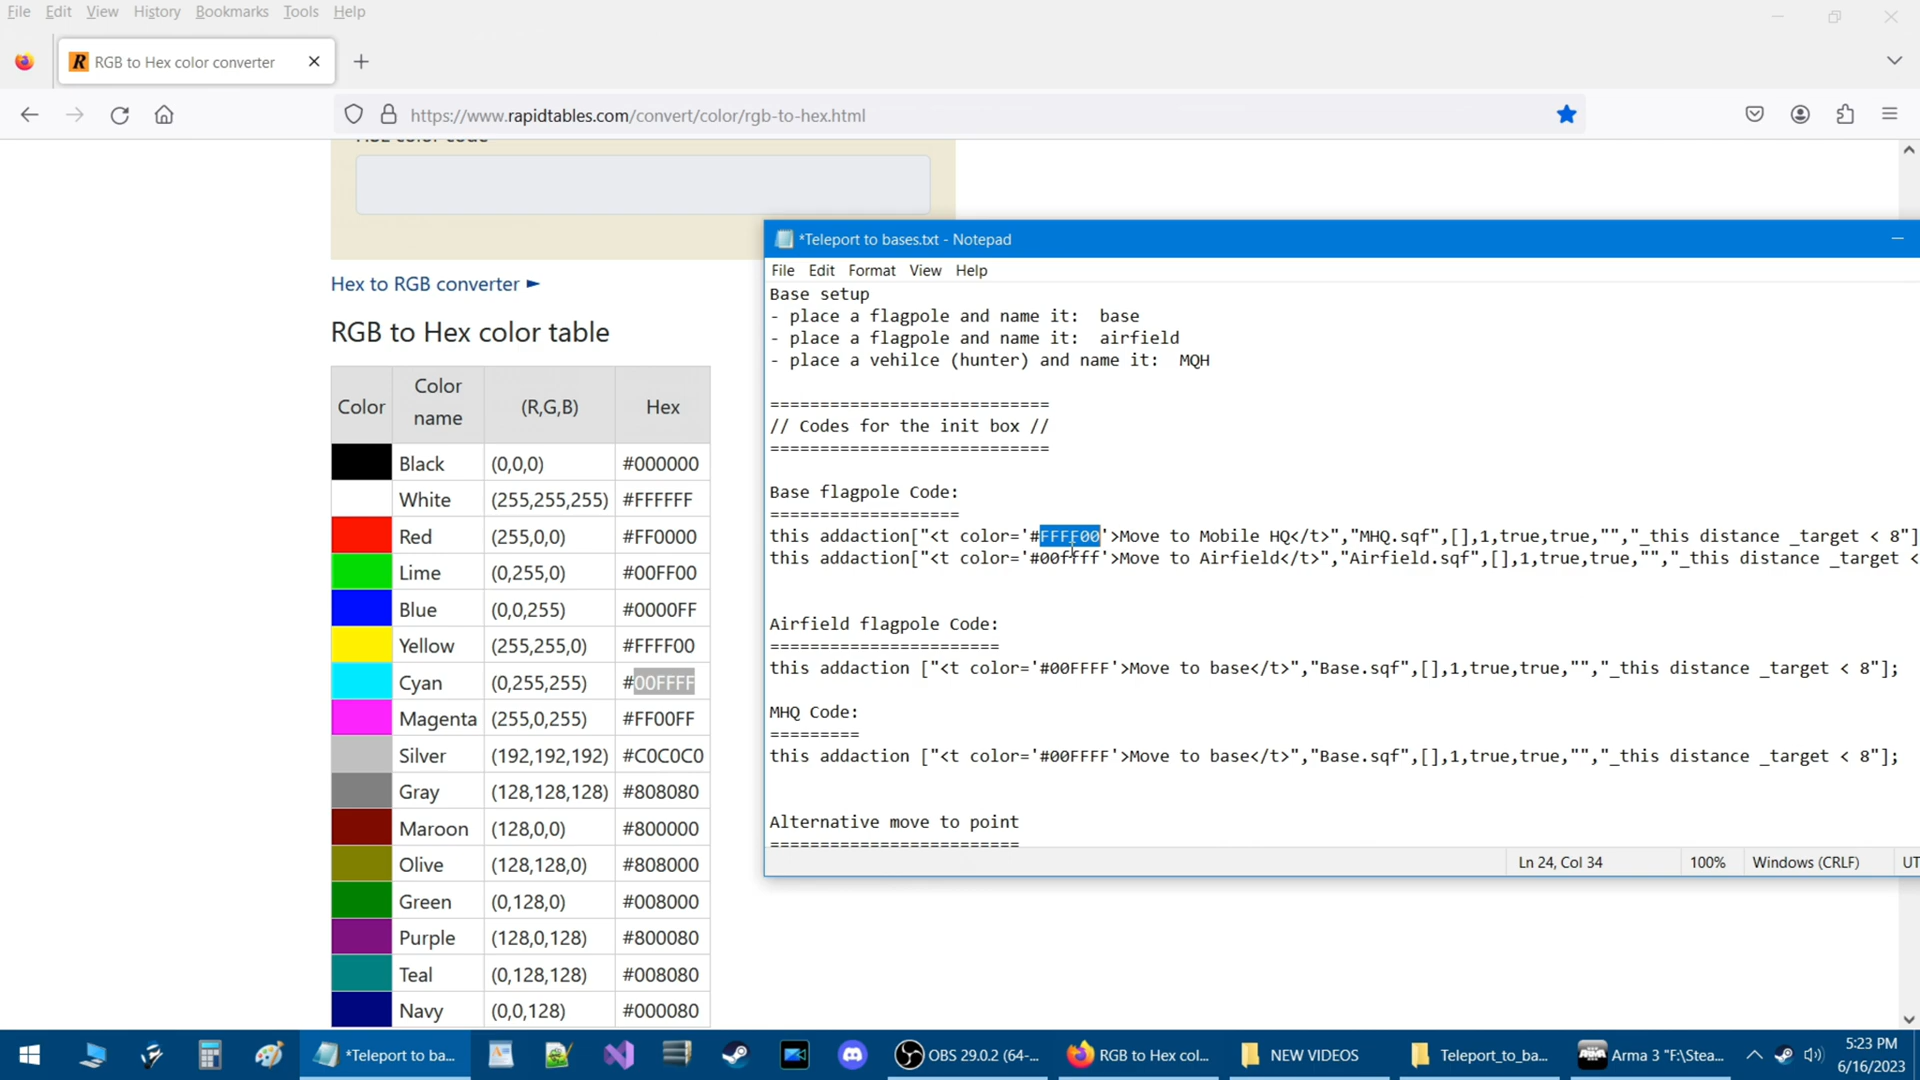 File Edit View History Bookmarks Tools Help
RGB to Hex color converter
https://www.rapidtables.com/convert/color/rgb-to-hex.html
Hex to RGB converter ►
RGB to Hex color table
Color Color name (R,G,B) Hex
Black (0,0,0) #000000
White (255,255,255) #FFFFFF
Red (255,0,0) #FF0000
Lime (0,255,0) #00FF00
Blue (0,0,255) #0000FF
Yellow (255,255,0) #FFFF00
Cyan (0,255,255) #00FFFF
Magenta (255,0,255) #FF00FF
Silver (192,192,192) #C0C0C0
Gray (128,128,128) #808080
Maroon (128,0,0) #800000
Olive (128,128,0) #808000
Green (0,128,0) #008000
Purple (128,0,128) #800080
Teal (0,128,128) #008080
Navy (0,0,128) #000080
*Teleport to bases.txt - Notepad
File Edit Format View Help
Base setup
- place a flagpole and name it:  base
- place a flagpole and name it:  airfield
- place a vehilce (hunter) and name it:  MQH
============================
// Codes for the init box //
============================
Base flagpole Code:
===================
this addaction["<t color='#FFFF00'>Move to Mobile HQ</t>","MHQ.sqf",[],1,true,true,"","_this distance _target < 8"]
this addaction["<t color='#00ffff'>Move to Airfield</t>","Airfield.sqf",[],1,true,true,"","_this distance _target <
Airfield flagpole Code:
=======================
this addaction ["<t color='#00FFFF'>Move to base</t>","Base.sqf",[],1,true,true,"","_this distance _target < 8"];
MHQ Code:
=========
this addaction ["<t color='#00FFFF'>Move to base</t>","Base.sqf",[],1,true,true,"","_this distance _target < 8"];
Alternative move to point
=========================
Ln 24, Col 34 100% Windows (CRLF) UT
*Teleport to ba... OBS 29.0.2 (64-... RGB to Hex col... NEW VIDEOS Teleport_to_ba... Arma 3 "F:\Stea... 5:23 PM
6/16/2023